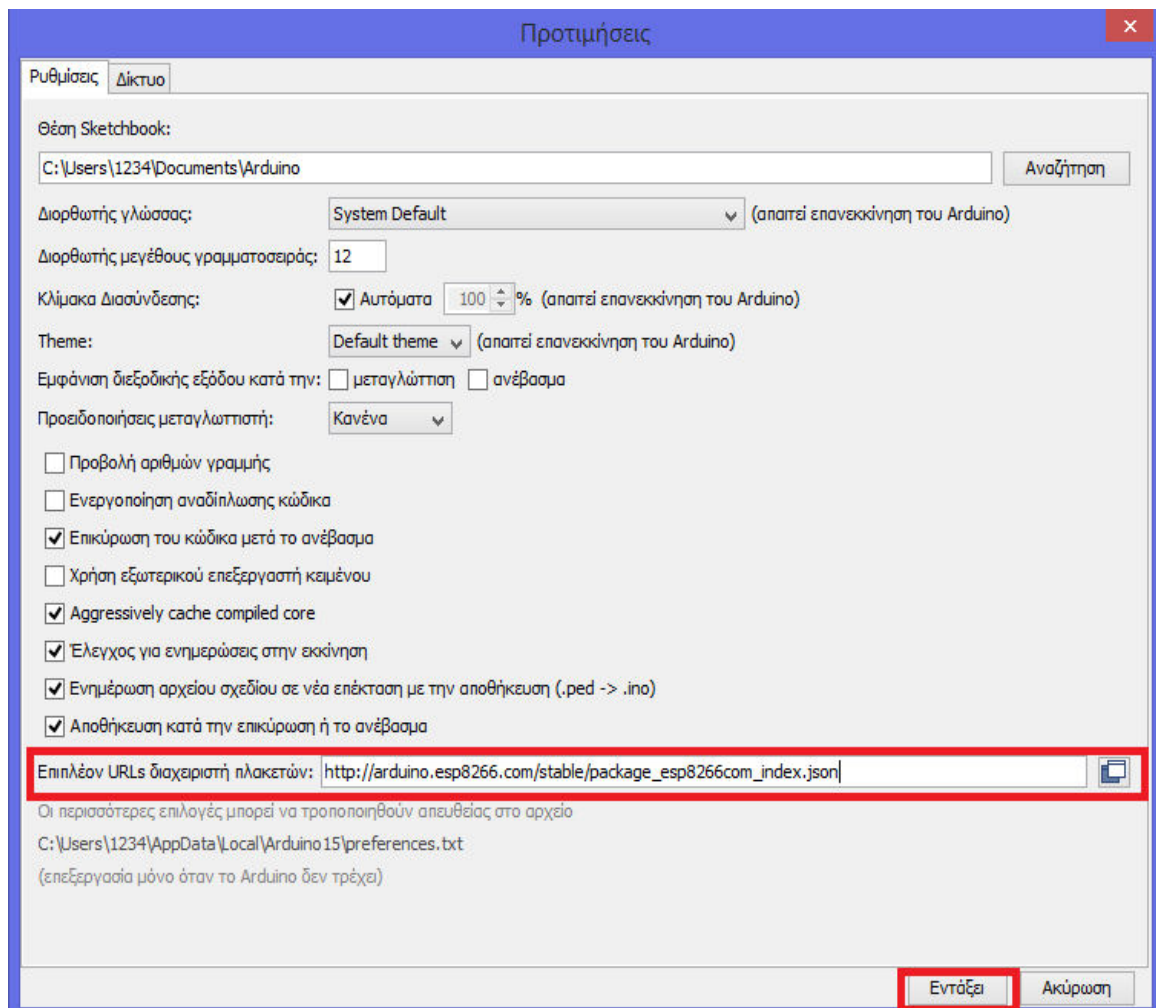 Προτιμήσεις
Ρυθμίσεις Δίκτυο
Θέση Sketchbook:
C:\Users\1234\Documents\Arduino Αναζήτηση
Διορθωτής γλώσσας: System Default (απαιτεί επανεκκίνηση του Arduino)
Διορθωτής μεγέθους γραμματοσειράς: 12
Κλίμακα Διασύνδεσης: Αυτόματα 100 % (απαιτεί επανεκκίνηση του Arduino)
Theme: Default theme (απαιτεί επανεκκίνηση του Arduino)
Εμφάνιση διεξοδικής εξόδου κατά την: μεταγλώττιση ανέβασμα
Προειδοποιήσεις μεταγλωττιστή: Κανένα
Προβολή αριθμών γραμμής
Ενεργοποίηση αναδίπλωσης κώδικα
Επικύρωση του κώδικα μετά το ανέβασμα
Χρήση εξωτερικού επεξεργαστή κειμένου
Aggressively cache compiled core
Έλεγχος για ενημερώσεις στην εκκίνηση
Ενημέρωση αρχείου σχεδίου σε νέα επέκταση με την αποθήκευση (.ped -> .ino)
Αποθήκευση κατά την επικύρωση ή το ανέβασμα
Επιπλέον URLs διαχειριστή πλακετών: http://arduino.esp8266.com/stable/package_esp8266com_index.json
Οι περισσότερες επιλογές μπορεί να τροποποιηθούν απευθείας στο αρχείο
C:\Users\1234\AppData\Local\Arduino15\preferences.txt
(επεξεργασία μόνο όταν το Arduino δεν τρέχει)
Εντάξει Ακύρωση